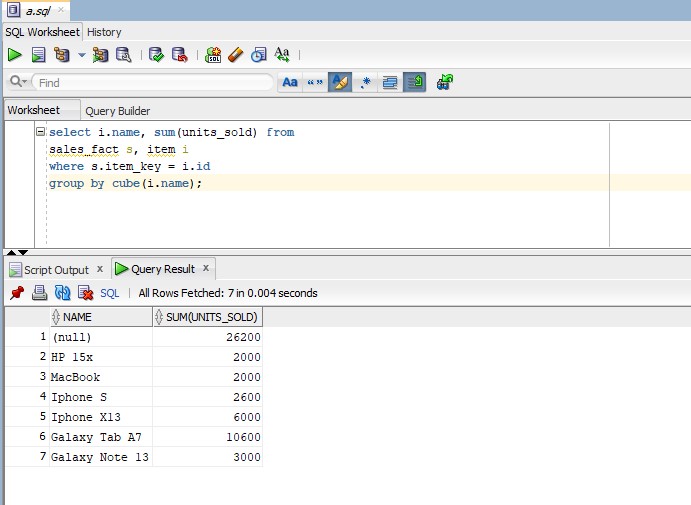 a.sql
SQL Worksheet History
Find
Aa
Worksheet Query Builder
select i.name, sum(units_sold) from
sales_fact s, item i
where s.item_key = i.id
group by cube(i.name);
Script Output x Query Result x
SQL | All Rows Fetched: 7 in 0.004 seconds
NAME SUM(UNITS_SOLD)
1 (null) 26200
2 HP 15x 2000
3 MacBook 2000
4 Iphone S 2600
5 Iphone X13 6000
6 Galaxy Tab A7 10600
7 Galaxy Note 13 3000